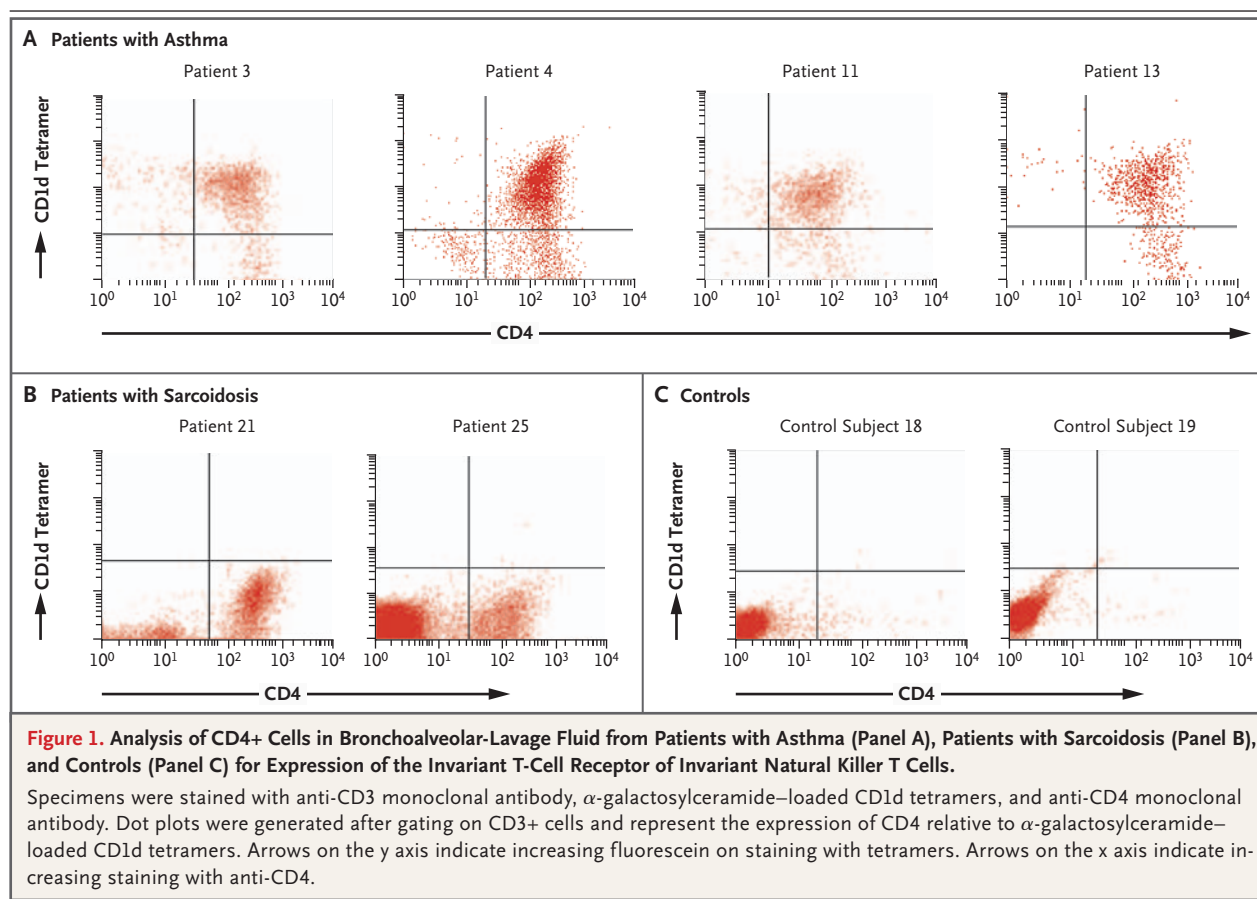 A Patients with Asthma
Patient 3
Patient 4
Patient 11
Patient 13
CD1d Tetramer
10⁰ 10¹ 10² 10³ 10⁴
10⁰ 10¹ 10² 10³ 10⁴
10⁰ 10¹ 10² 10³ 10⁴
10⁰ 10¹ 10² 10³ 10⁴
CD4
B Patients with Sarcoidosis
Patient 21
Patient 25
CD1d Tetramer
10⁰ 10¹ 10² 10³ 10⁴
10⁰ 10¹ 10² 10³ 10⁴
CD4
C Controls
Control Subject 18
Control Subject 19
CD1d Tetramer
10⁰ 10¹ 10² 10³ 10⁴
10⁰ 10¹ 10² 10³ 10⁴
CD4
Figure 1. Analysis of CD4+ Cells in Bronchoalveolar-Lavage Fluid from Patients with Asthma (Panel A), Patients with Sarcoidosis (Panel B),
and Controls (Panel C) for Expression of the Invariant T-Cell Receptor of Invariant Natural Killer T Cells.
Specimens were stained with anti-CD3 monoclonal antibody, α-galactosylceramide–loaded CD1d tetramers, and anti-CD4 monoclonal
antibody. Dot plots were generated after gating on CD3+ cells and represent the expression of CD4 relative to α-galactosylceramide–
loaded CD1d tetramers. Arrows on the y axis indicate increasing fluorescein on staining with tetramers. Arrows on the x axis indicate in-
creasing staining with anti-CD4.